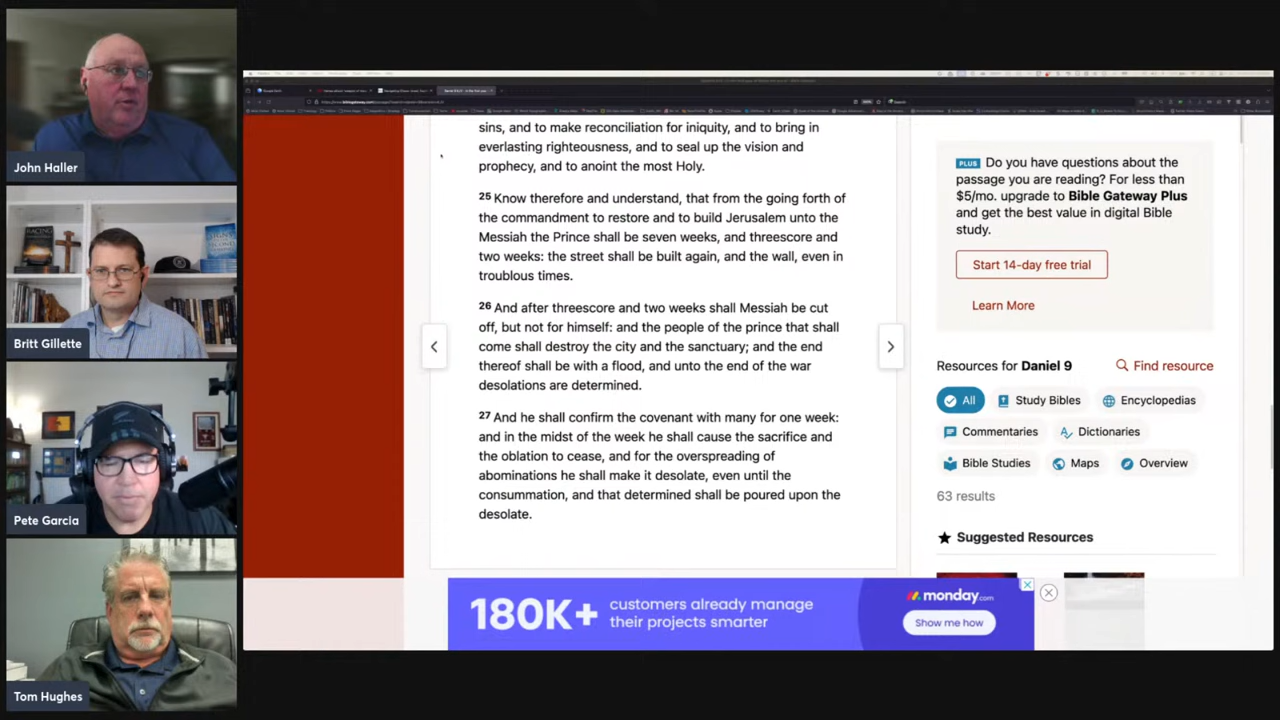 John Haller
RACING
SIGNS
SECOND
Britt Gillette
Pete Garcia
Tom Hughes
sins, and to make reconciliation for iniquity, and to bring in
everlasting righteousness, and to seal up the vision and
prophecy, and to anoint the most Holy.
25 Know therefore and understand, that from the going forth of
the commandment to restore and to build Jerusalem unto the
Messiah the Prince shall be seven weeks, and threescore and
two weeks: the street shall be built again, and the wall, even in
troublous times.
26 And after threescore and two weeks shall Messiah be cut
off, but not for himself: and the people of the prince that shall
come shall destroy the city and the sanctuary; and the end
thereof shall be with a flood, and unto the end of the war
desolations are determined.
27 And he shall confirm the covenant with many for one week:
and in the midst of the week he shall cause the sacrifice and
the oblation to cease, and for the overspreading of
abominations he shall make it desolate, even until the
consummation, and that determined shall be poured upon the
desolate.
PLUS Do you have questions about the
passage you are reading? For less than
$5/mo. upgrade to Bible Gateway Plus
and get the best value in digital Bible
study.
Start 14-day free trial
Learn More
Resources for Daniel 9 Find resource
All Study Bibles Encyclopedias
Commentaries Dictionaries
Bible Studies Maps Overview
63 results
Suggested Resources
180K+ customers already manage
their projects smarter
monday.com
Show me how